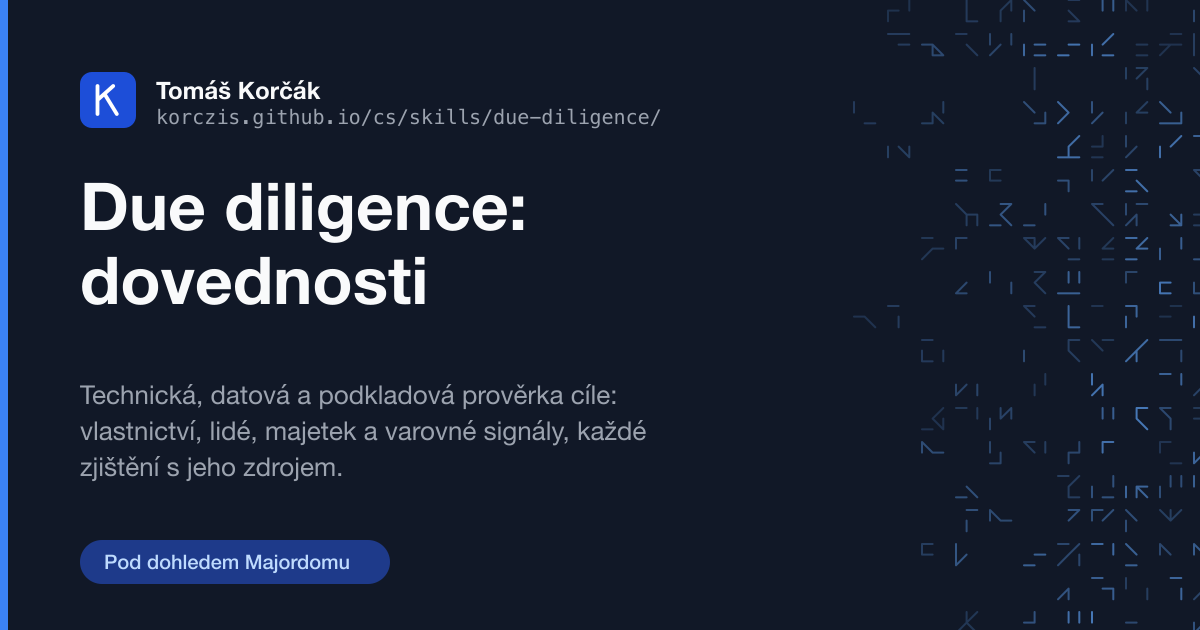 Tomáš Korčák
korczis.github.io/cs/skills/due-diligence/
Due diligence:
dovednosti
Technická, datová a podkladová prověrka cíle:
vlastnictví, lidé, majetek a varovné signály, každé
zjištění s jeho zdrojem.
Pod dohledem Majordomu